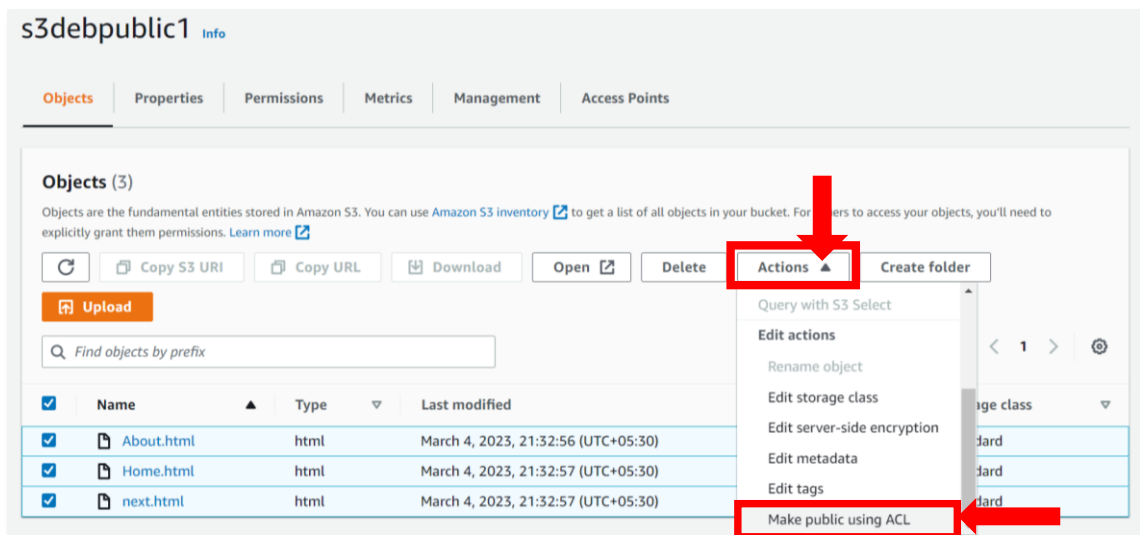 s3debpublic1 Info
Objects Properties Permissions Metrics Management Access Points
Objects (3)
Objects are the fundamental entities stored in Amazon S3. You can use Amazon S3 inventory to get a list of all objects in your bucket. For to access your objects, you'll need to
explicitly grant them permissions. Learn more
Copy S3 URI Copy URL Download Open Delete Actions Create folder
Upload
Query with S3 Select
Edit actions
Find objects by prefix
1
Rename object
Edit storage class
Name Type Last modified class
Edit server-side encryption
About.html html March 4, 2023, 21:32:56 (UTC+05:30)
Edit metadata
Home.html html March 4, 2023, 21:32:57 (UTC+05:30)
Edit tags
next.html html March 4, 2023, 21:32:57 (UTC+05:30)
Make public using ACL